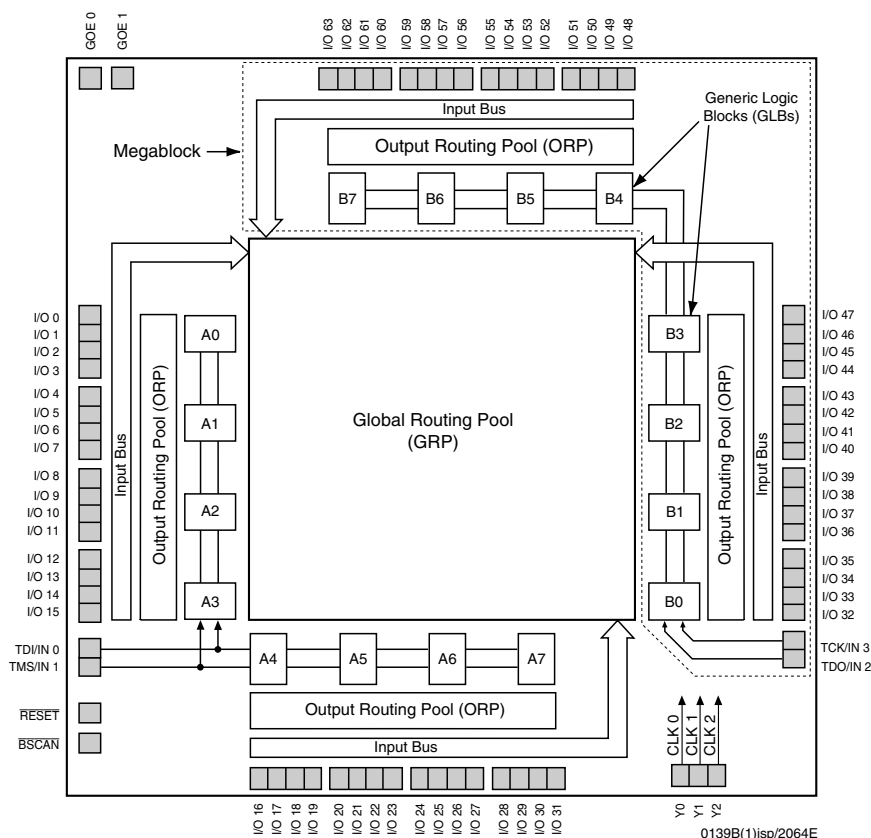 GOE 0
GOE 1
I/O 63
I/O 62
I/O 61
I/O 60
I/O 59
I/O 58
I/O 57
I/O 56
I/O 55
I/O 54
I/O 53
I/O 52
I/O 51
I/O 50
I/O 49
I/O 48
Input Bus
Generic Logic
Blocks (GLBs)
Megablock
Output Routing Pool (ORP)
B7
B6
B5
B4
I/O 0
I/O 1
I/O 2
I/O 3
I/O 4
I/O 5
I/O 6
I/O 7
I/O 8
I/O 9
I/O 10
I/O 11
I/O 12
I/O 13
I/O 14
I/O 15
Input Bus
Output Routing Pool (ORP)
A0
A1
A2
A3
Global Routing Pool
(GRP)
B3
B2
B1
B0
Output Routing Pool (ORP)
Input Bus
I/O 47
I/O 46
I/O 45
I/O 44
I/O 43
I/O 42
I/O 41
I/O 40
I/O 39
I/O 38
I/O 37
I/O 36
I/O 35
I/O 34
I/O 33
I/O 32
TDI/IN 0
TMS/IN 1
A4
A5
A6
A7
TCK/IN 3
TDO/IN 2
RESET
BSCAN
Output Routing Pool (ORP)
Input Bus
CLK 0
CLK 1
CLK 2
I/O 16
I/O 17
I/O 18
I/O 19
I/O 20
I/O 21
I/O 22
I/O 23
I/O 24
I/O 25
I/O 26
I/O 27
I/O 28
I/O 29
I/O 30
I/O 31
Y0
Y1
Y2
0139B(1)isp/2064E